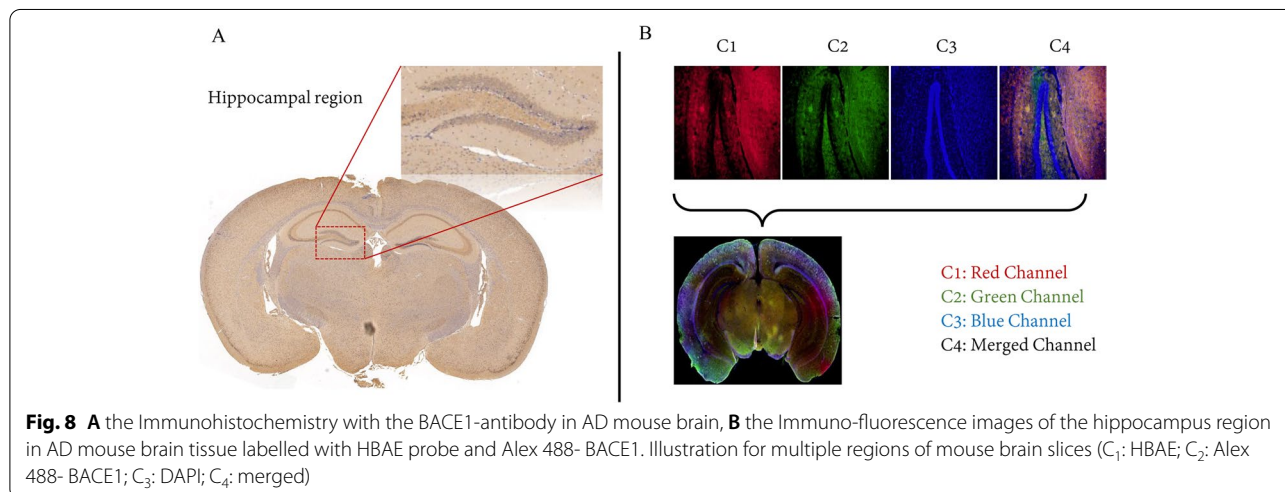 A
Hippocampal region
B
C1 C2 C3 C4
C1: Red Channel
C2: Green Channel
C3: Blue Channel
C4: Merged Channel
Fig. 8 A the Immunohistochemistry with the BACE1-antibody in AD mouse brain, B the Immuno-fluorescence images of the hippocampus region
in AD mouse brain tissue labelled with HBAE probe and Alex 488- BACE1. Illustration for multiple regions of mouse brain slices (C₁: HBAE; C₂: Alex
488- BACE1; C₃: DAPI; C₄: merged)